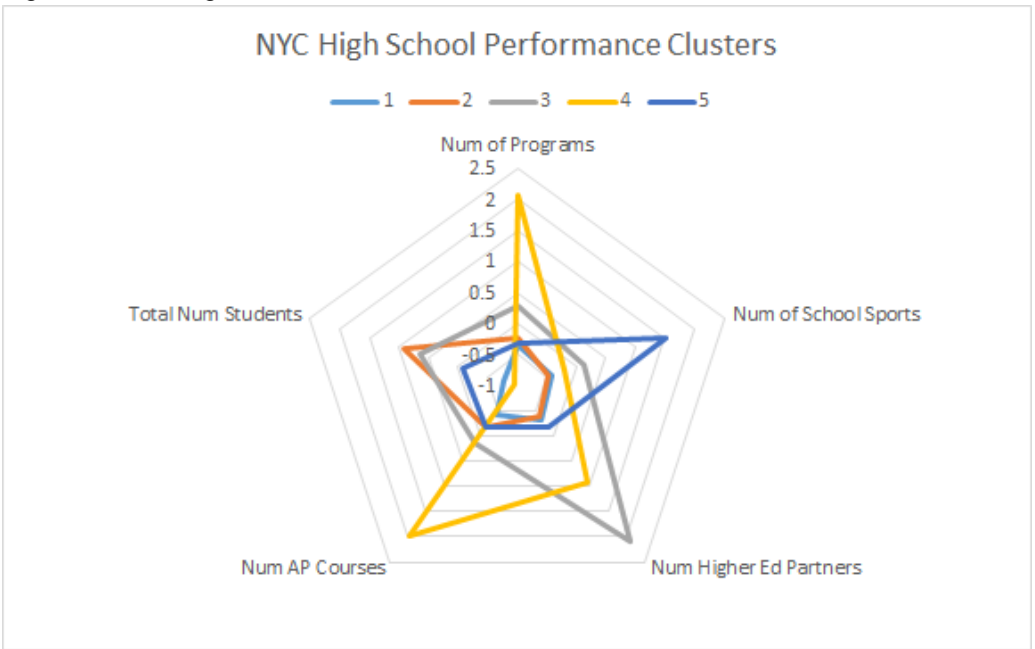 NYC High School Performance Clusters
1 2 3 4 5
Num of Programs
2.5
2
1.5
1
0.5
0
-0.5
-1
Total Num Students
Num of School Sports
Num AP Courses
Num Higher Ed Partners